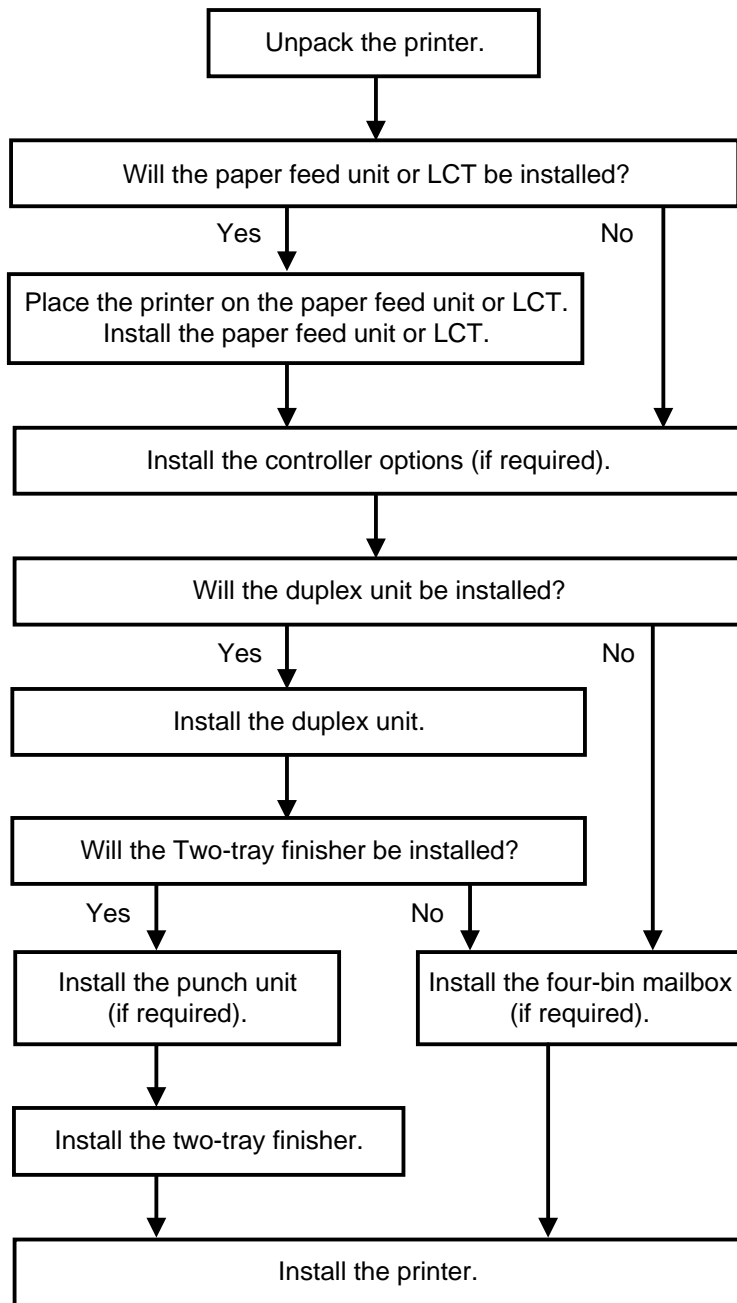 Unpack the printer.
Will the paper feed unit or LCT be installed?
Yes
No
Place the printer on the paper feed unit or LCT.
Install the paper feed unit or LCT.
Install the controller options (if required).
Will the duplex unit be installed?
Yes
No
Install the duplex unit.
Will the Two-tray finisher be installed?
Yes
No
Install the punch unit
(if required).
Install the four-bin mailbox
(if required).
Install the two-tray finisher.
Install the printer.